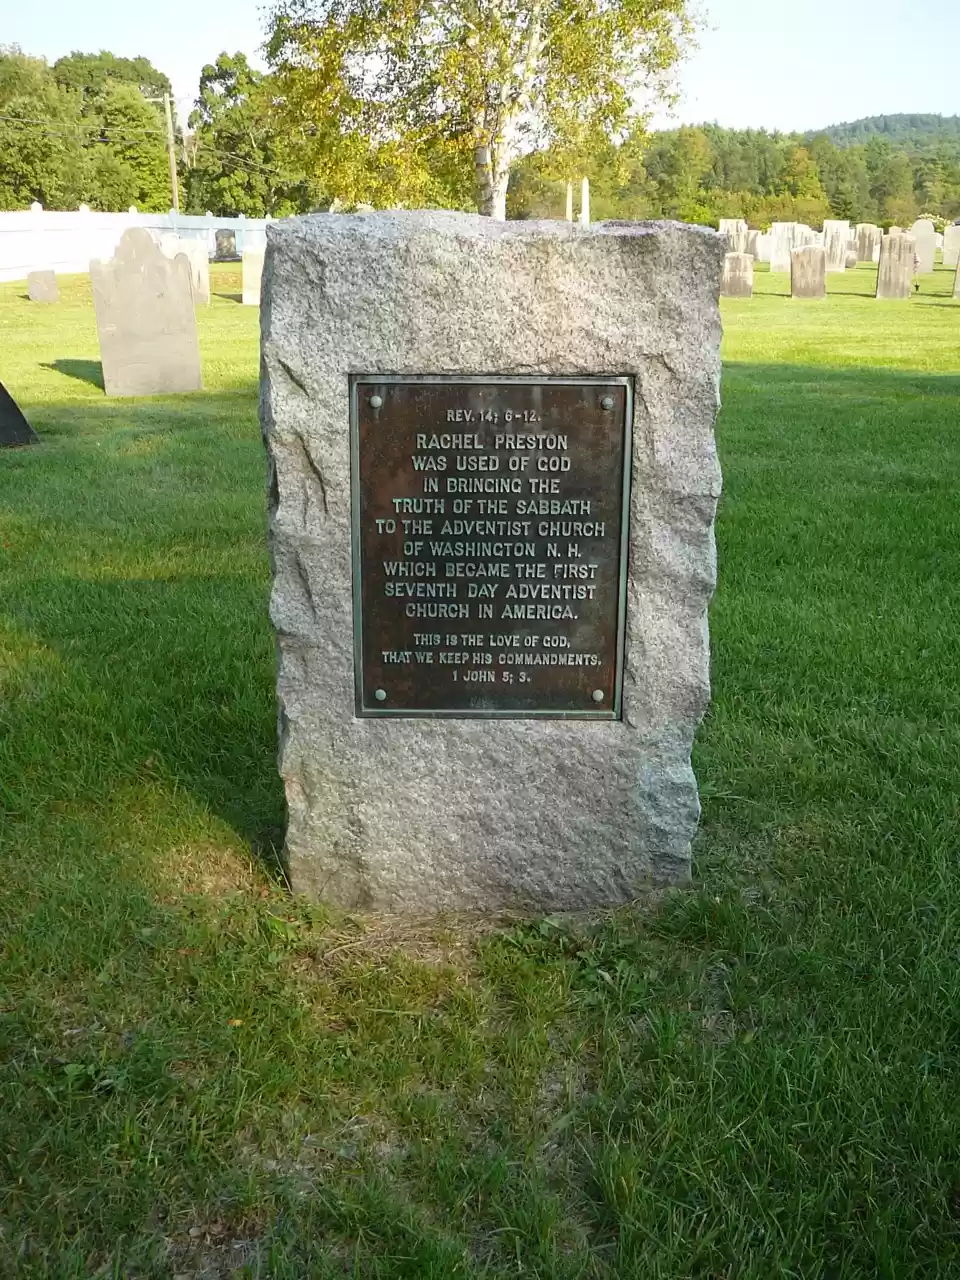 REV. 14; 6-12.
RACHEL PRESTON
WAS USED OF GOD
IN BRINGING THE
TRUTH OF THE SABBATH
TO THE ADVENTIST CHURCH
OF WASHINGTON N. H.
WHICH BECAME THE FIRST
SEVENTH DAY ADVENTIST
CHURCH IN AMERICA.
THIS IS THE LOVE OF GOD,
THAT WE KEEP HIS COMMANDMENTS.
1 JOHN 5; 3.